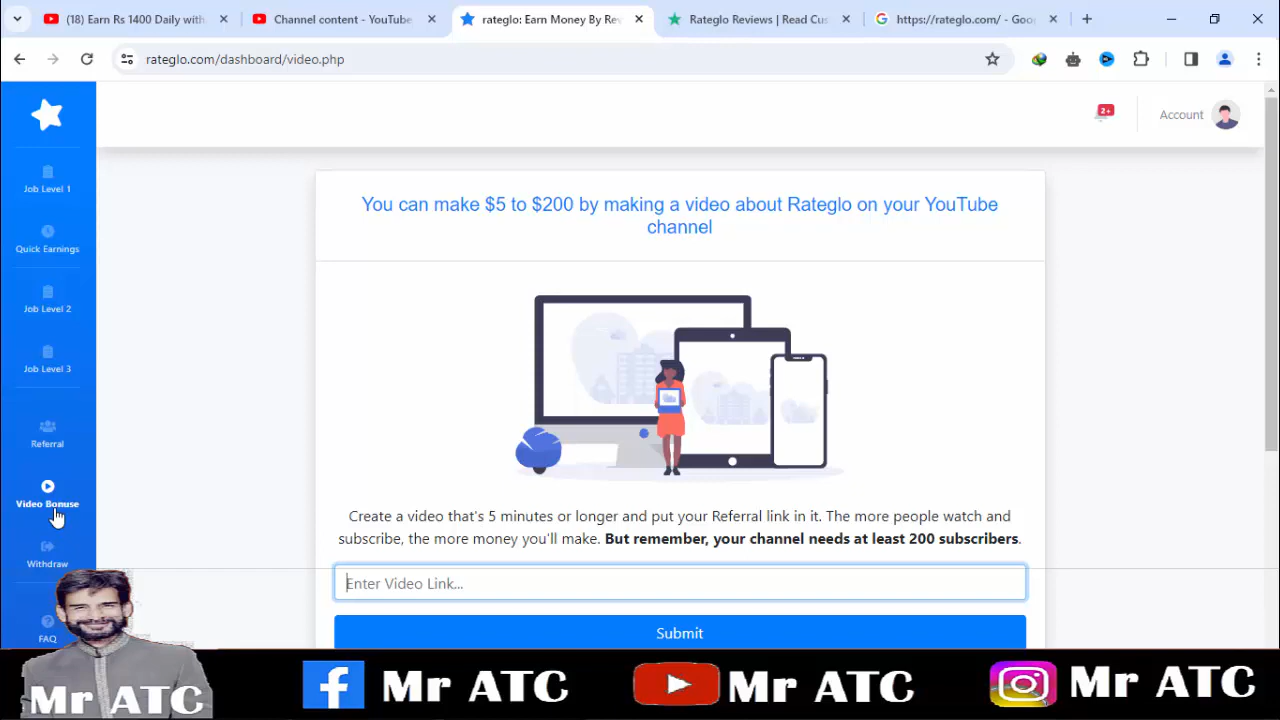 (18) Earn Rs 1400 Daily with
Channel content - YouTube
rateglo: Earn Money By Re
Rateglo Reviews | Read Cus
https://rateglo.com/ - Goo
rateglo.com/dashboard/video.php
2+
Account
Job Level 1
Quick Earnings
Job Level 2
Job Level 3
Referral
Video Bonuse
Withdraw
FAQ
You can make $5 to $200 by making a video about Rateglo on your YouTube
channel
Create a video that's 5 minutes or longer and put your Referral link in it. The more people watch and
subscribe, the more money you'll make. But remember, your channel needs at least 200 subscribers.
Enter Video Link...
Submit
Mr ATC
Mr ATC
Mr ATC
Mr ATC